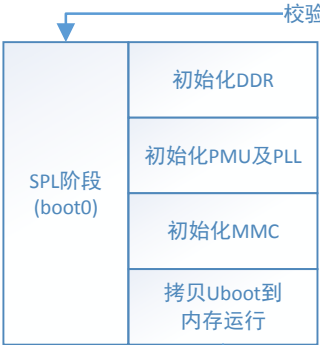 校验
初始化DDR
初始化PMU及PLL
SPL阶段
(boot0)
初始化MMC
拷贝Uboot到
内存运行